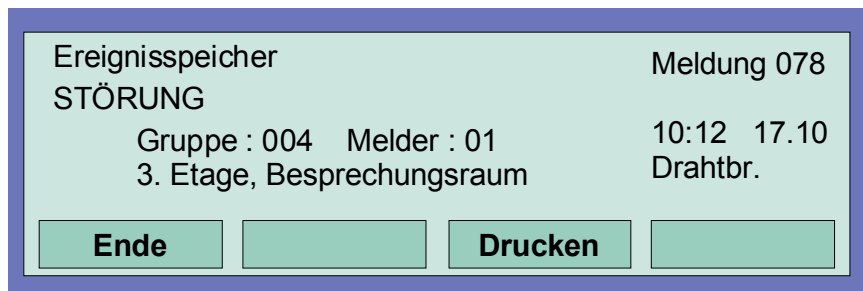 Ereignisspeicher Meldung 078
STÖRUNG
Gruppe : 004 Melder : 01 10:12 17.10
3. Etage, Besprechungsraum Drahtbr.
Ende Drucken